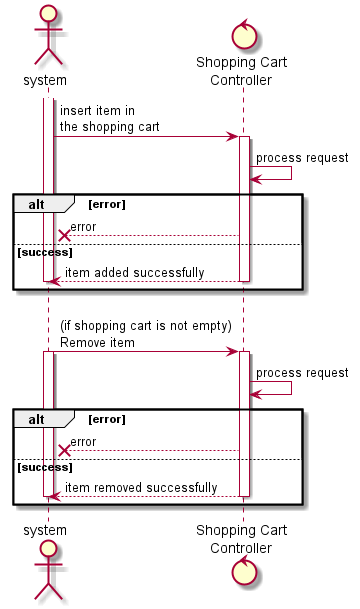 system
Shopping Cart
Controller
insert item in
the shopping cart
process request
alt
[error]
error
[success]
item added successfully
(if shopping cart is not empty)
Remove item
process request
alt
[error]
error
[success]
item removed successfully
system
Shopping Cart
Controller